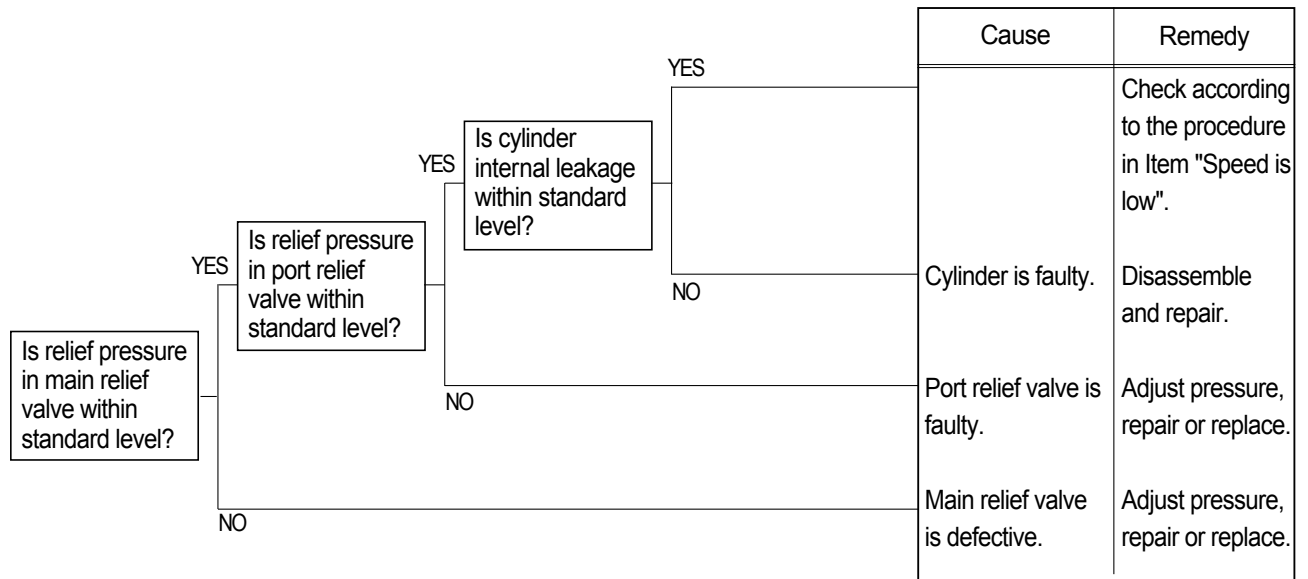 Cause
Remedy
YES
Check according
to the procedure
in Item "Speed is
low".
Is cylinder
internal leakage
within standard
level?
YES
NO
Cylinder is faulty.
Disassemble
and repair.
Is relief pressure
in port relief
valve within
standard level?
YES
NO
Port relief valve is
faulty.
Adjust pressure,
repair or replace.
Is relief pressure
in main relief
valve within
standard level?
NO
Main relief valve
is defective.
Adjust pressure,
repair or replace.